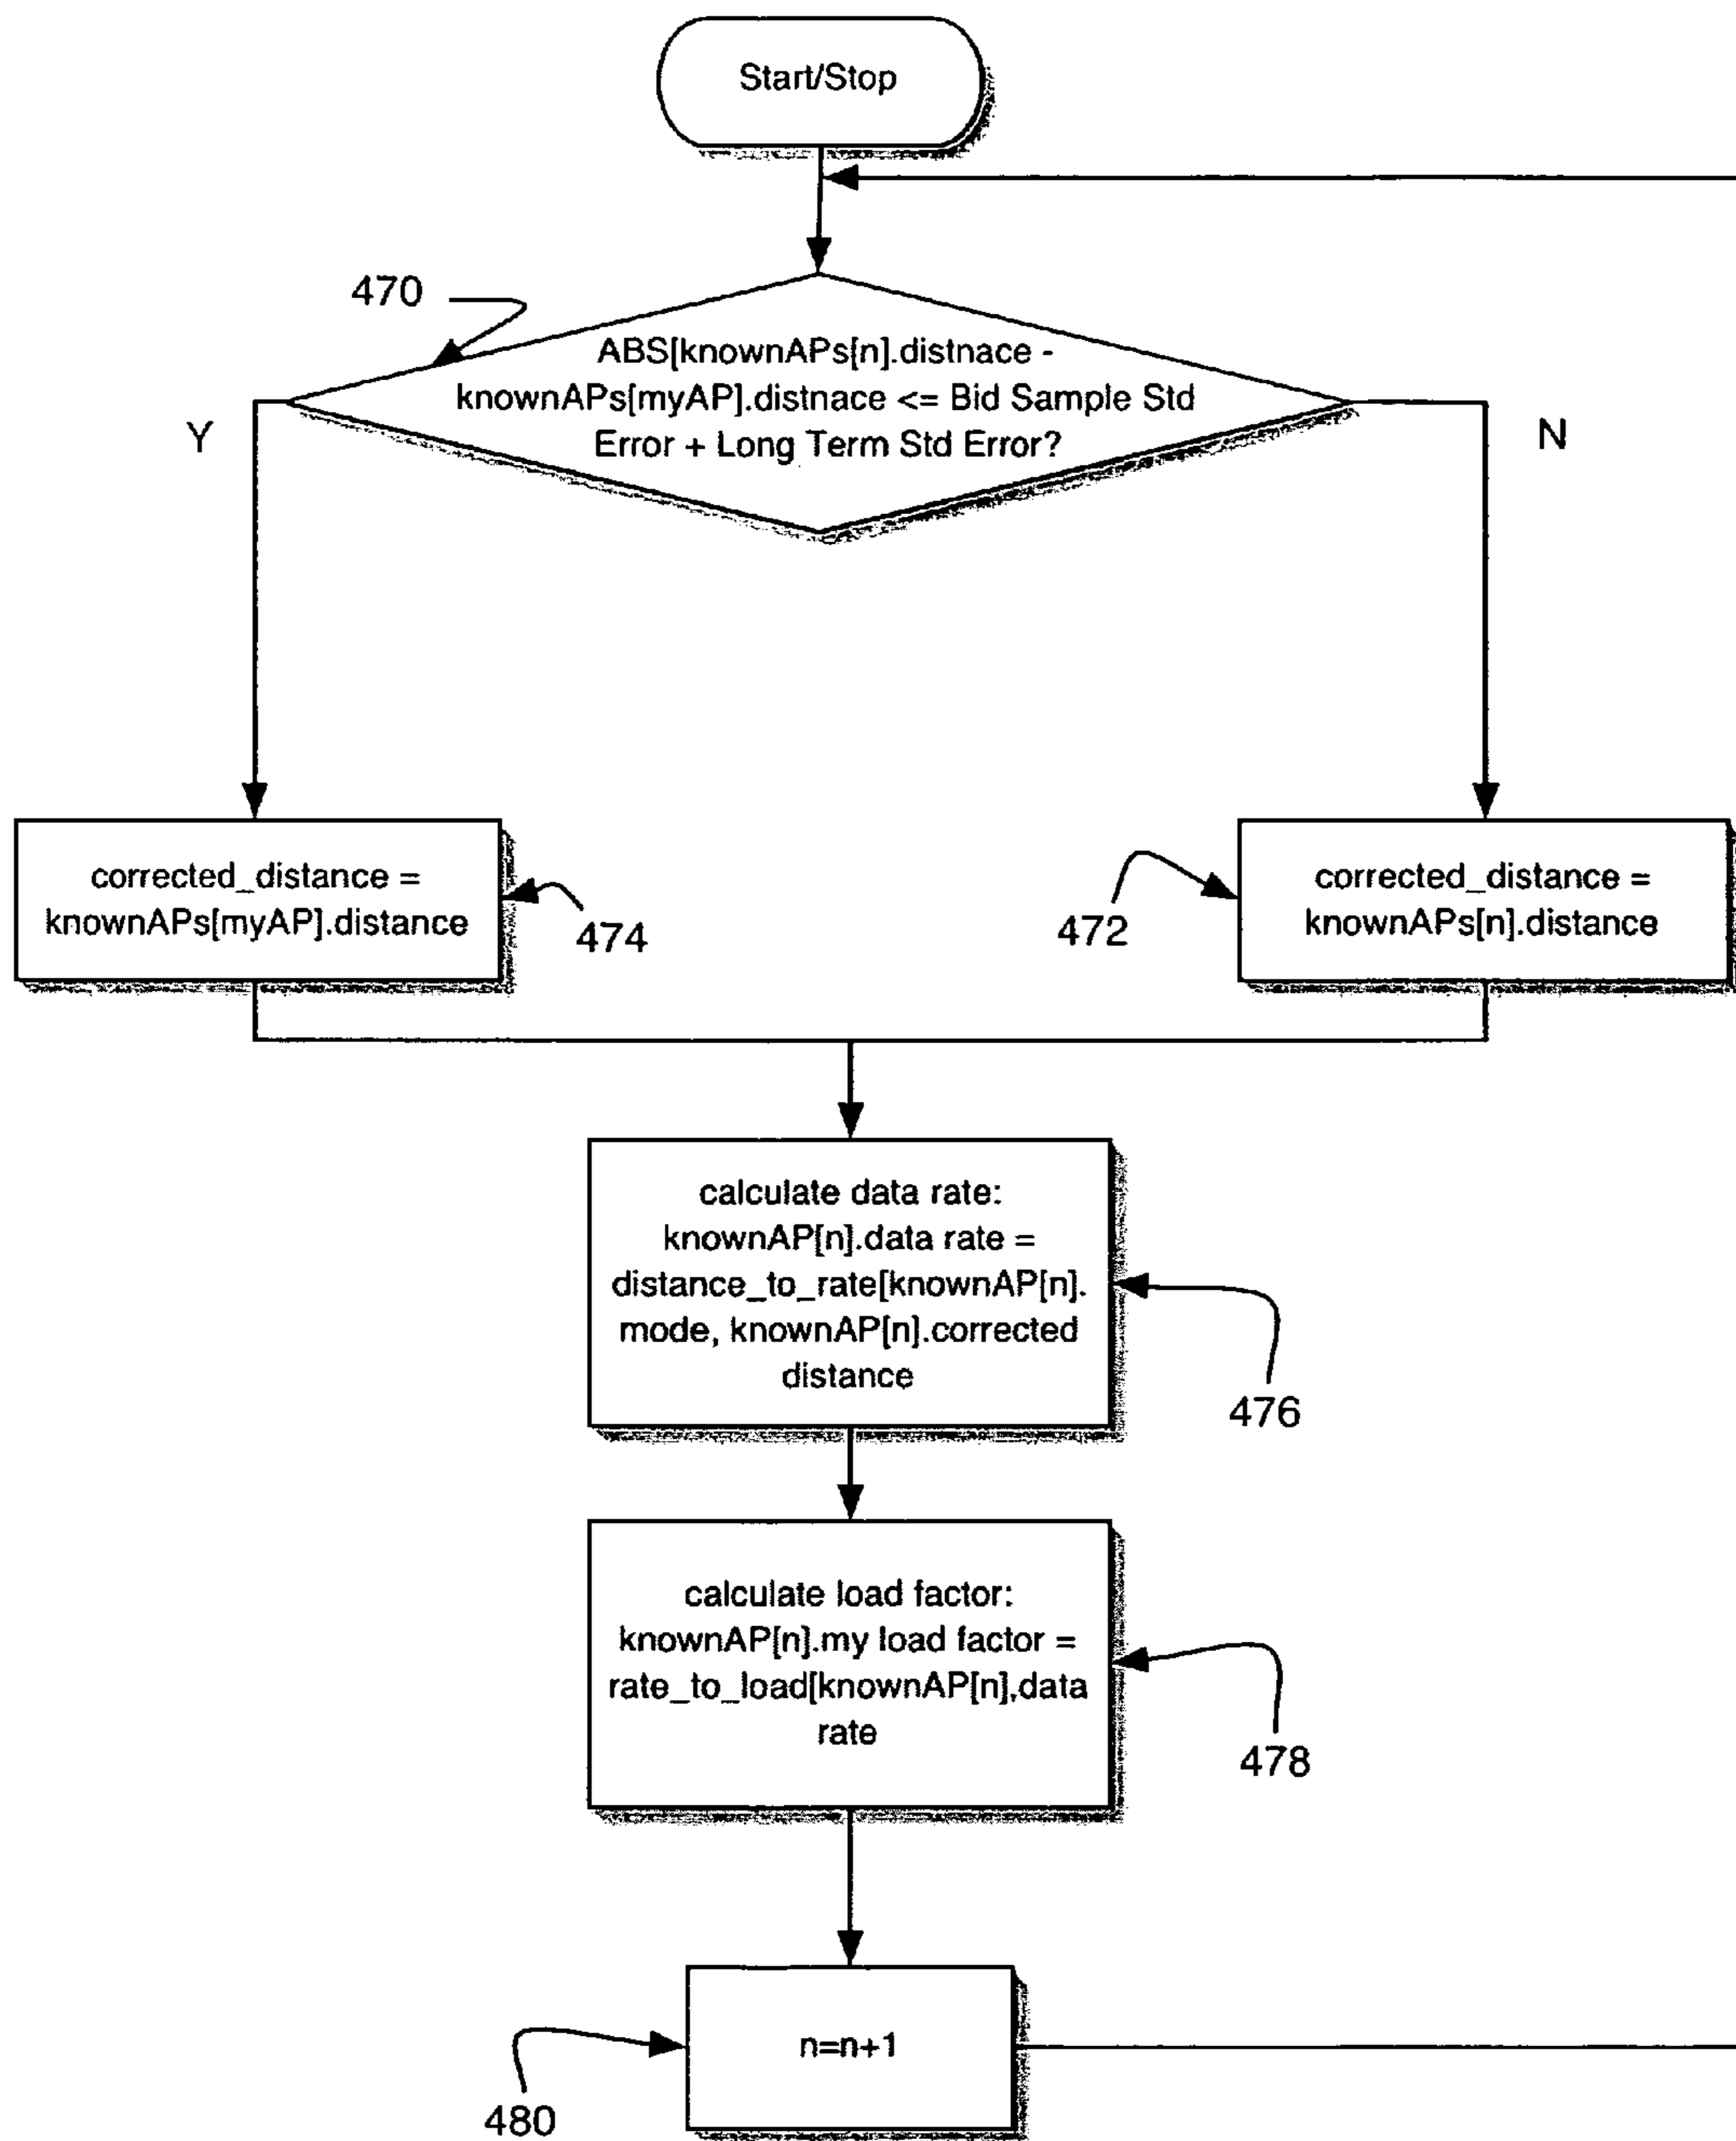 Start/Stop
470
ABS[knownAPs[n].distnace -
knownAPs[myAP].distnace <= Bid Sample Std
Error + Long Term Std Error?
Y
N
corrected_distance =
knownAPs[myAP].distance
474
472
corrected_distance =
knownAPs[n].distance
calculate data rate:
knownAP[n].data rate =
distance_to_rate[knownAP[n].
mode, knownAP[n].corrected
distance
476
calculate load factor:
knownAP[n].my load factor =
rate_to_load[knownAP[n],data
rate
478
n=n+1
480